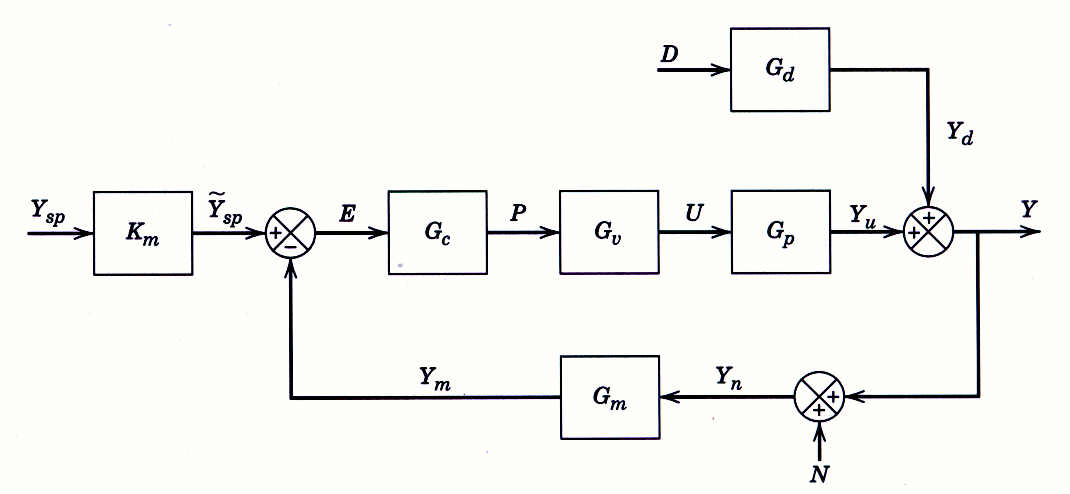 D
G_d
Y_d
Y_sp
K_m
Ỹ_sp
+
−
E
G_c
P
G_v
U
G_p
Y_u
+
+
Y
Y_m
G_m
Y_n
+
+
N